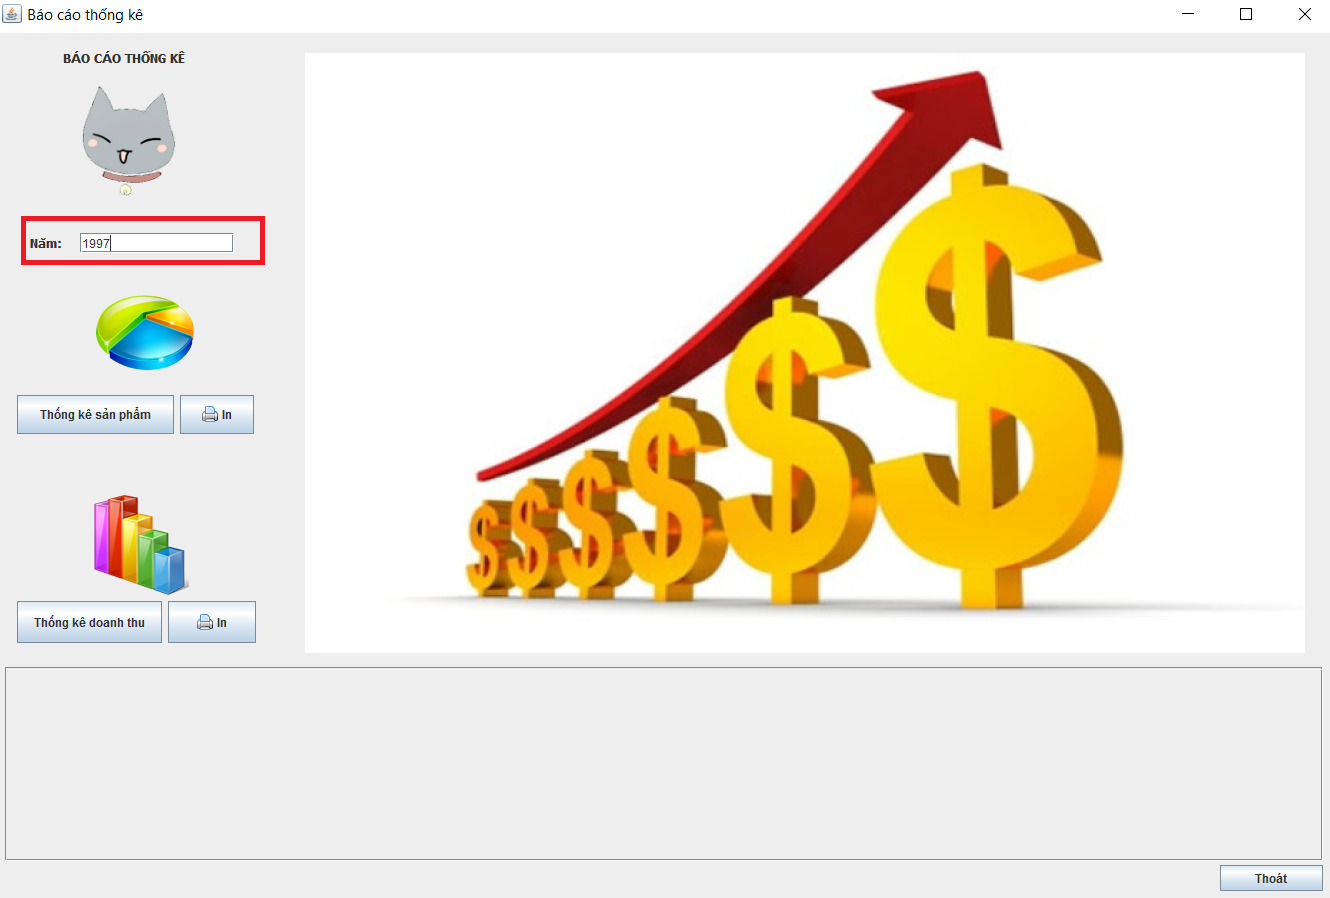 Báo cáo thống kê
BÁO CÁO THỐNG KÊ
Năm: 1997
Thống kê sản phẩm In
Thống kê doanh thu In
Thoát